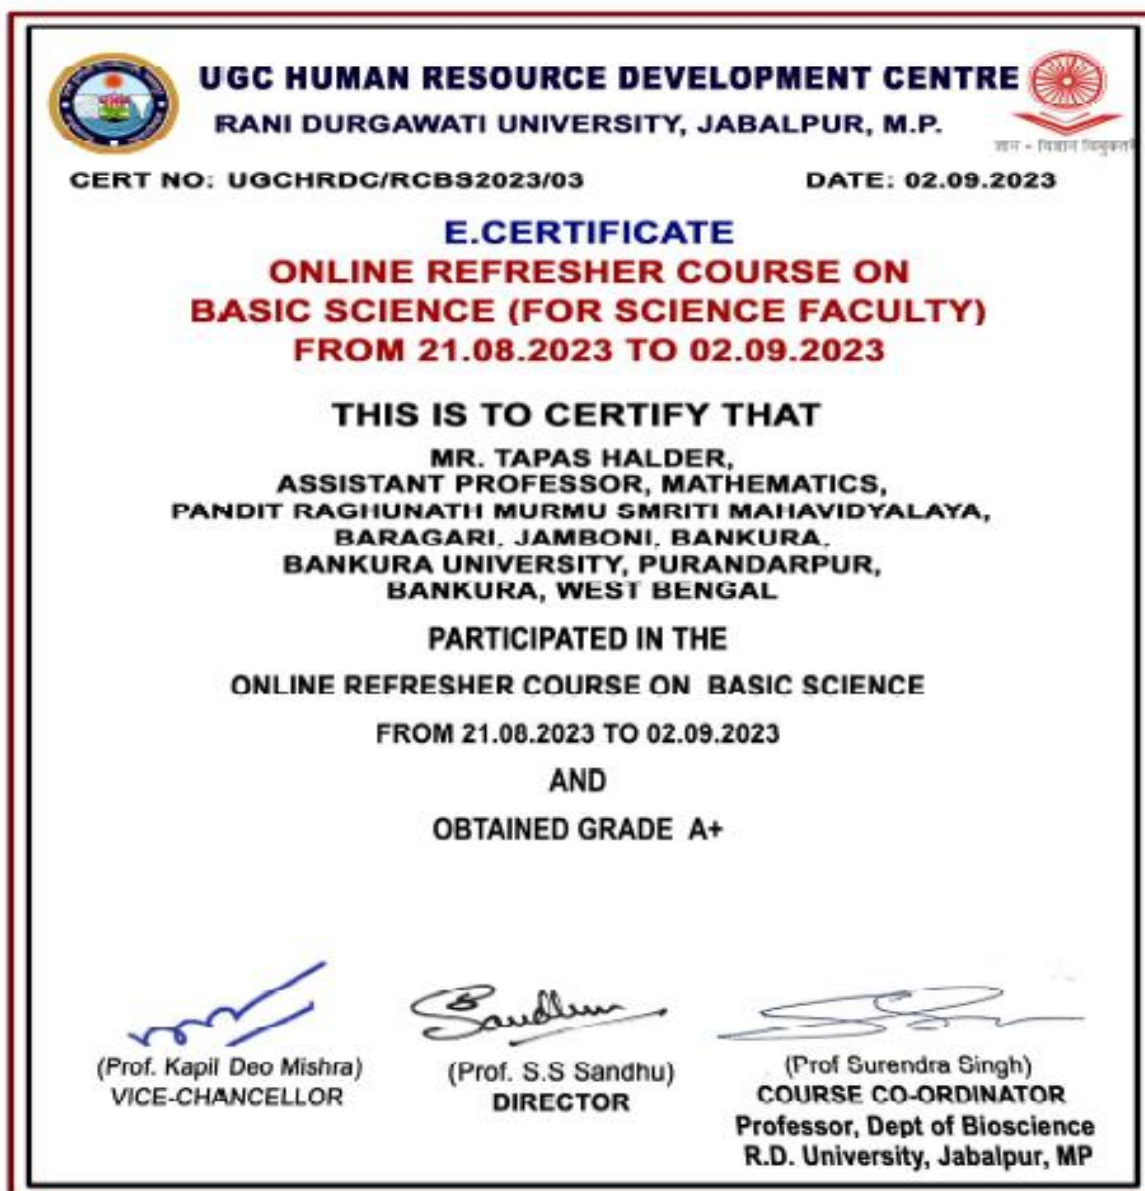 UGC HUMAN RESOURCE DEVELOPMENT CENTRE
RANI DURGAWATI UNIVERSITY, JABALPUR, M.P.
ज्ञान - विज्ञान विमुक्तये
CERT NO: UGCHRDC/RCBS2023/03 DATE: 02.09.2023
E.CERTIFICATE
ONLINE REFRESHER COURSE ON
BASIC SCIENCE (FOR SCIENCE FACULTY)
FROM 21.08.2023 TO 02.09.2023
THIS IS TO CERTIFY THAT
MR. TAPAS HALDER,
ASSISTANT PROFESSOR, MATHEMATICS,
PANDIT RAGHUNATH MURMU SMRITI MAHAVIDYALAYA,
BARAGARI, JAMBONI, BANKURA,
BANKURA UNIVERSITY, PURANDARPUR,
BANKURA, WEST BENGAL
PARTICIPATED IN THE
ONLINE REFRESHER COURSE ON BASIC SCIENCE
FROM 21.08.2023 TO 02.09.2023
AND
OBTAINED GRADE A+
Sandhu
(Prof. Kapil Deo Mishra)
VICE-CHANCELLOR
(Prof. S.S Sandhu)
DIRECTOR
(Prof Surendra Singh)
COURSE CO-ORDINATOR
Professor, Dept of Bioscience
R.D. University, Jabalpur, MP